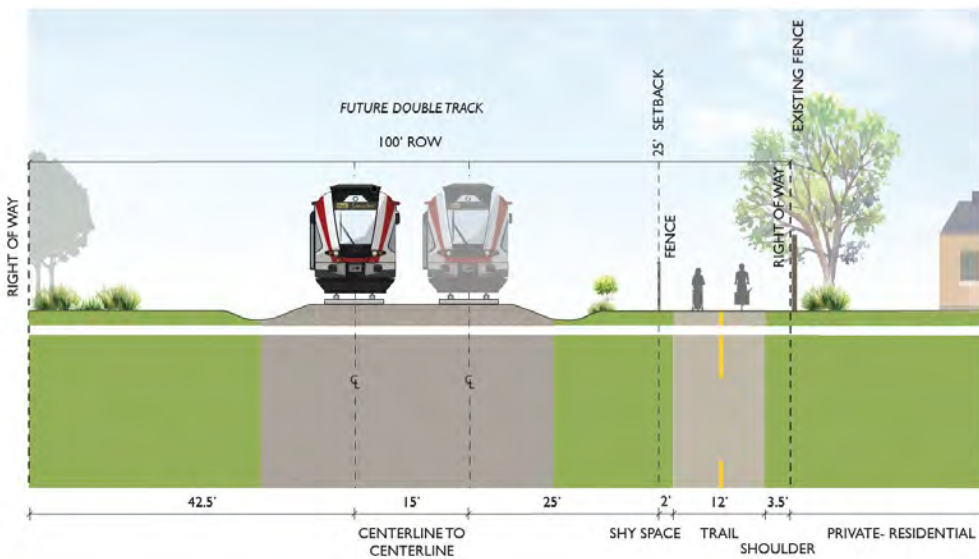 FUTURE DOUBLE TRACK
100' ROW
RIGHT OF WAY
25' SETBACK
FENCE
RIGHT OF WAY
EXISTING FENCE
℄
℄
42.5'
15'
25'
2'
12'
3.5'
CENTERLINE TO
CENTERLINE
SHY SPACE
TRAIL
SHOULDER
PRIVATE- RESIDENTIAL